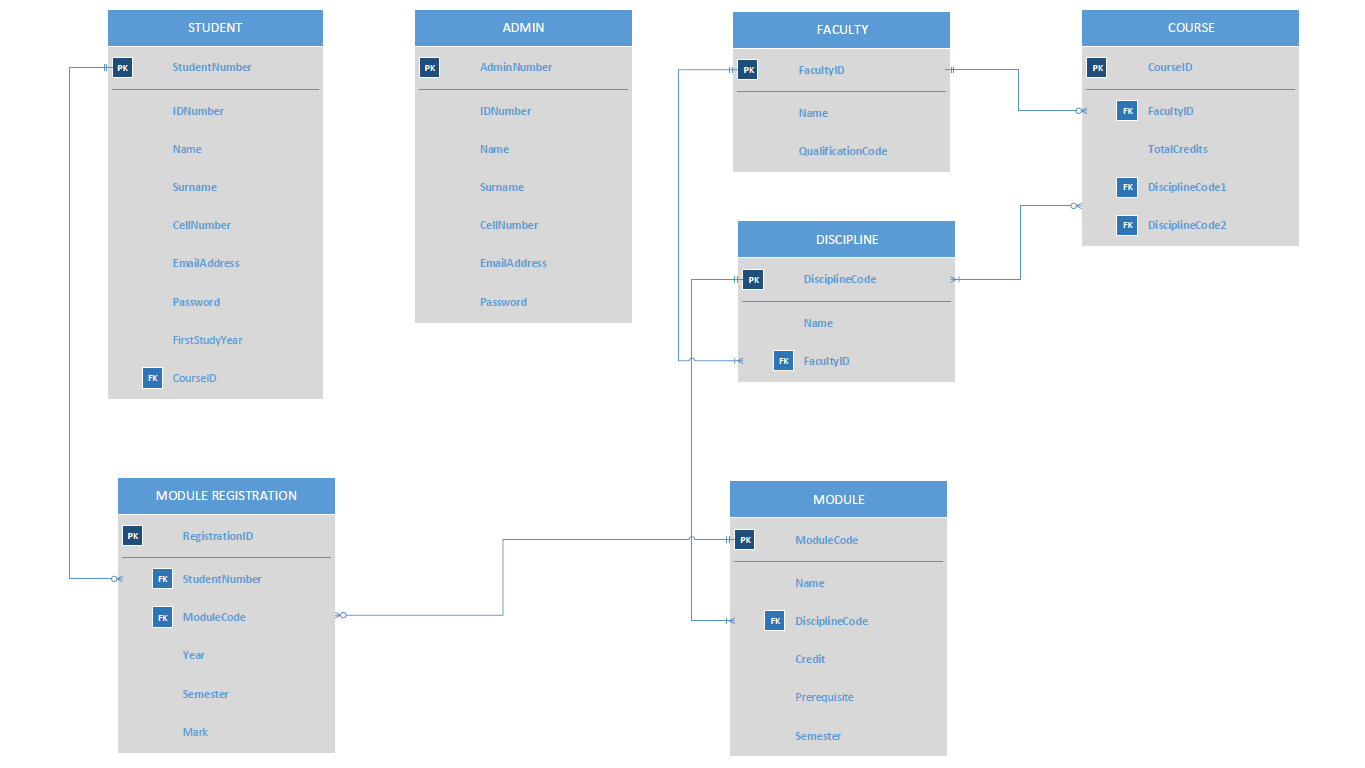 STUDENT
PK StudentNumber
IDNumber
Name
Surname
CellNumber
EmailAddress
Password
FirstStudyYear
FK CourseID
ADMIN
PK AdminNumber
IDNumber
Name
Surname
CellNumber
EmailAddress
Password
FACULTY
PK FacultyID
Name
QualificationCode
COURSE
PK CourseID
FK FacultyID
TotalCredits
FK DisciplineCode1
FK DisciplineCode2
DISCIPLINE
PK DisciplineCode
Name
FK FacultyID
MODULE REGISTRATION
PK RegistrationID
FK StudentNumber
FK ModuleCode
Year
Semester
Mark
MODULE
PK ModuleCode
Name
FK DisciplineCode
Credit
Prerequisite
Semester